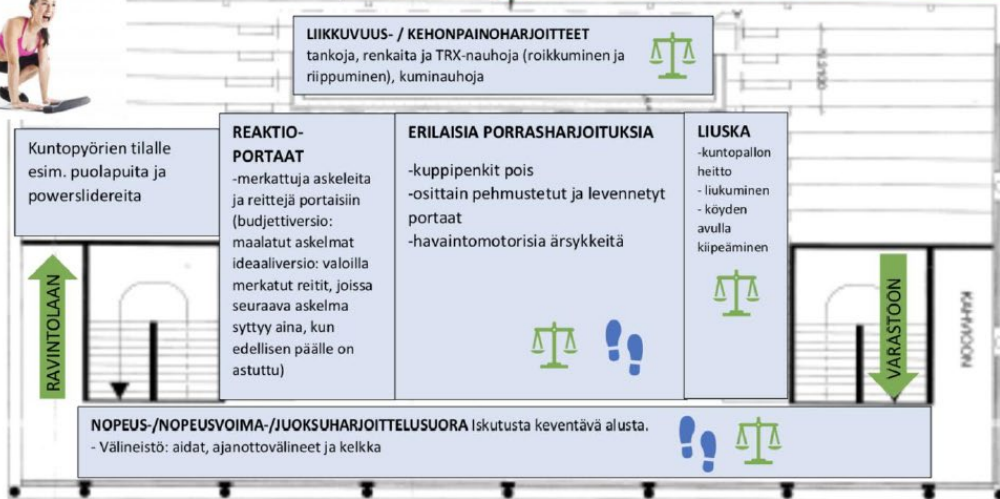 LIIKKUVUUS- / KEHONPAINOHARJOITTEET
tankoja, renkaita ja TRX-nauhoja (roikkuminen ja
riippuminen), kuminauhoja
Kuntopyörien tilalle
esim. puolapuita ja
powerslidereita
REAKTIO-
PORTAAT
-merkattuja askeleita
ja reittejä portaisiin
(budjettiversio:
maalatut askelmat
ideaaliversio: valoilla
merkatut reitit, joissa
seuraava askelma
syttyy aina, kun
edellisen päälle on
astuttu)
ERILAISIA PORRASHARJOITUKSIA
-kuppipenkit pois
-osittain pehmustetut ja levennetyt
portaat
-havaintomotorisia ärsykkeitä
LIUSKA
-kuntopallon
heitto
- liukuminen
- köyden
avulla
kiipeäminen
RAVINTOLAAN
VARASTOON
NOPEUS-/NOPEUSVOIMA-/JUOKSUHARJOITTELUSUORA Iskutusta keventävä alusta.
- Välineistö: aidat, ajanottovälineet ja kelkka